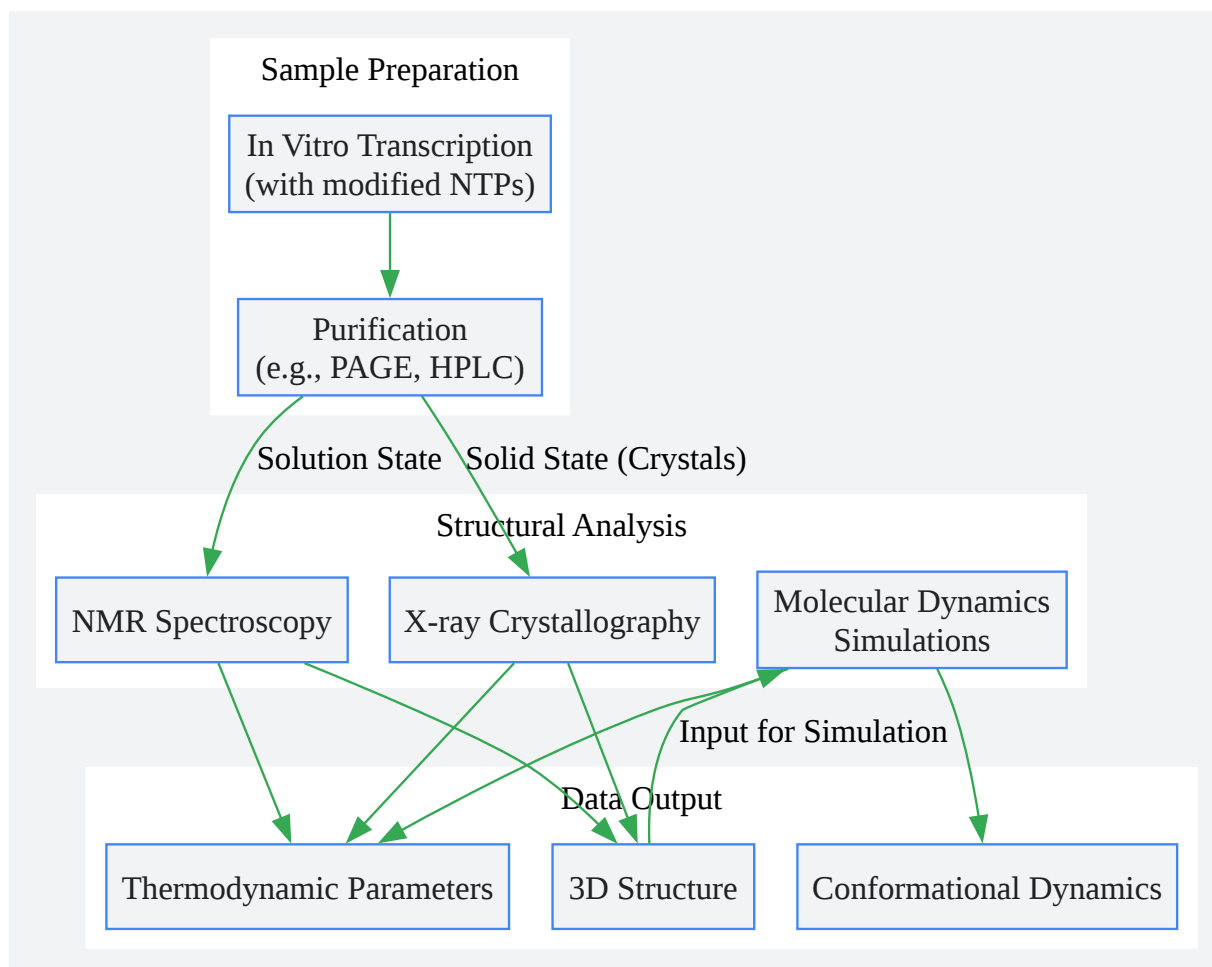 Sample Preparation
In Vitro Transcription
(with modified NTPs)
Purification
(e.g., PAGE, HPLC)
Solution State
Solid State (Crystals)
Structural Analysis
NMR Spectroscopy
X-ray Crystallography
Molecular Dynamics
Simulations
Input for Simulation
Data Output
Thermodynamic Parameters
3D Structure
Conformational Dynamics